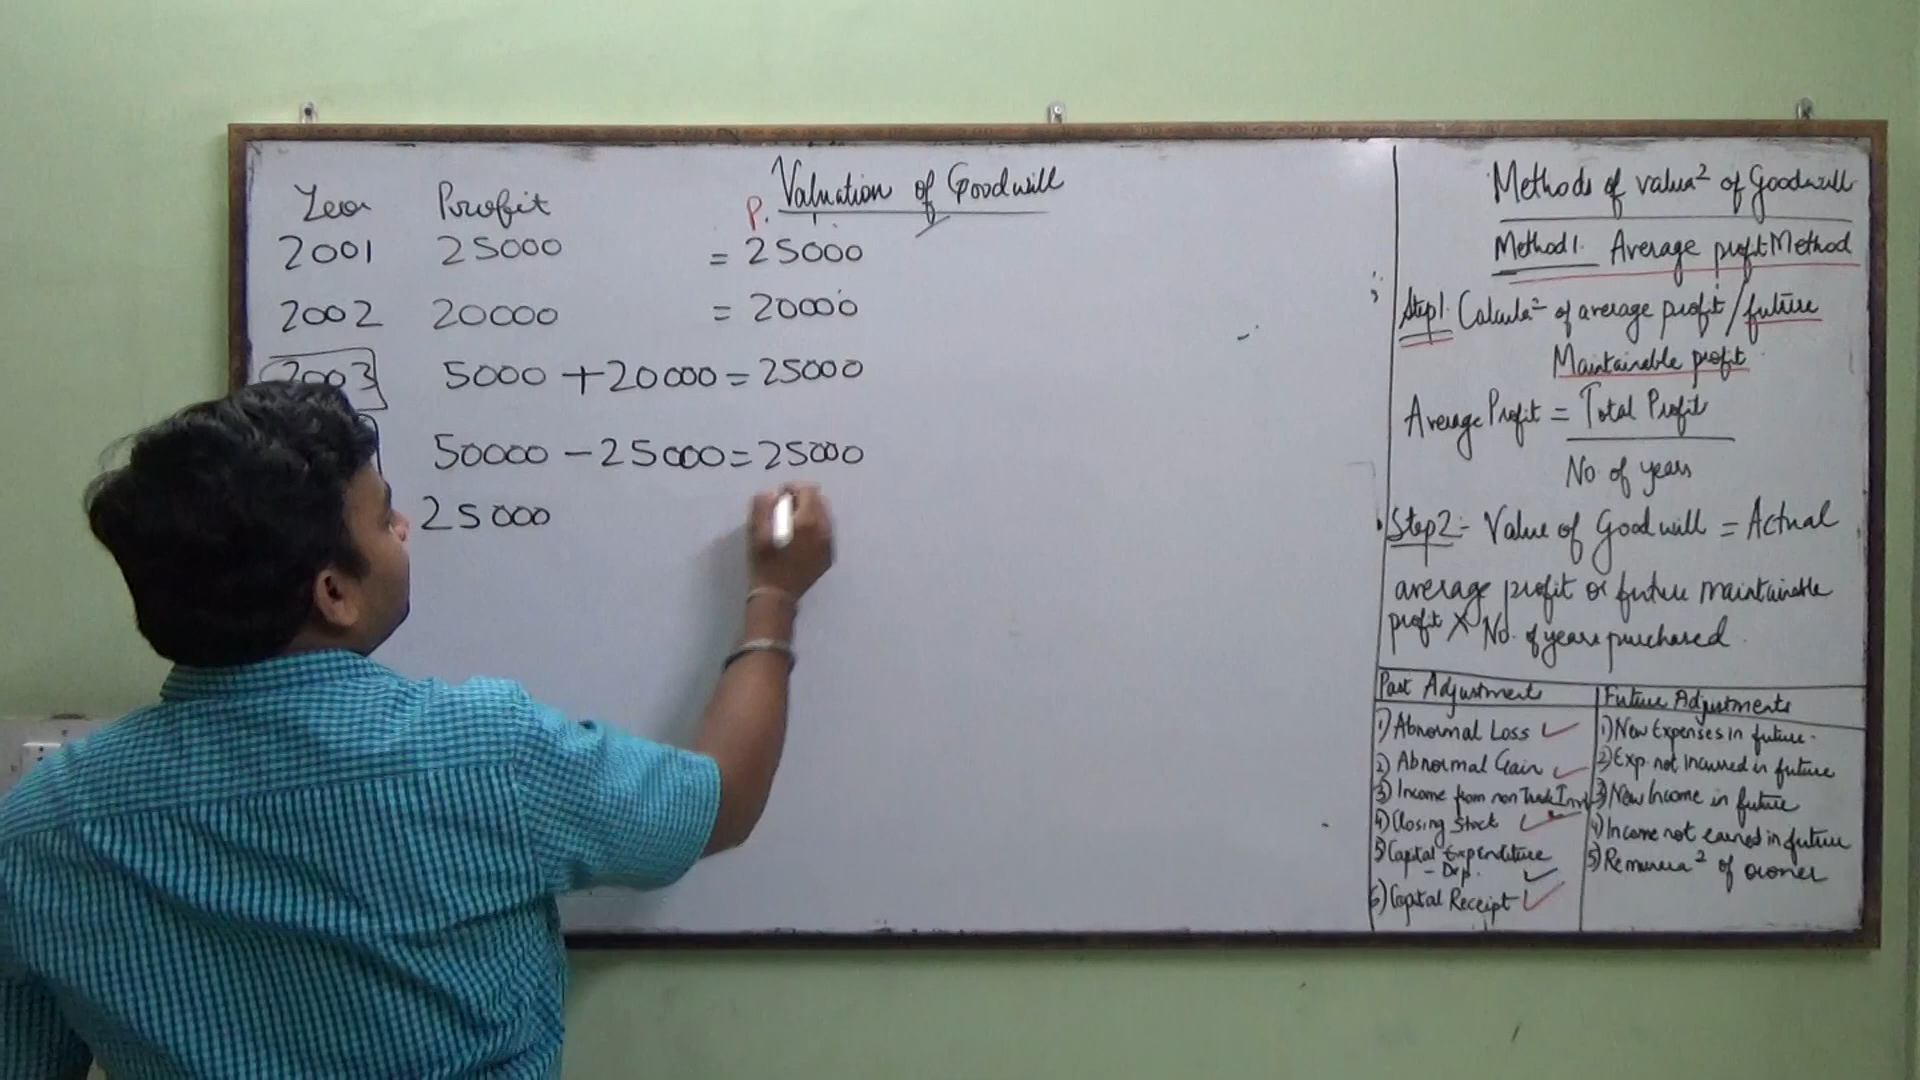 Valuation of Goodwill
Year Profit P.
2001 25000 = 25000
2002 20000 = 20000
2003 5000 + 20000 = 25000
50000 - 25000 = 25000
25000
Methods of valua² of Goodwill
Method 1. Average profit Method
Step1. Calcula² of average profit / future
Maintainable profit
Average Profit = Total Profit
No. of years
Step2:- Value of Goodwill = Actual
average profit or future maintainable
profit X No. of years purchased.
Past Adjustment
1) Abnormal Loss ✓
2) Abnormal Gain ✓
3) Income from non Trade Inv
4) Closing Stock ✓
5) Capital Expenditure
- Dep. ✓
6) Capital Receipt ✓
Future Adjustments
1) New Expenses in future.
2) Exp. not incurred in future
3) New Income in future
4) Income not earned in future
5) Remunera² of owner